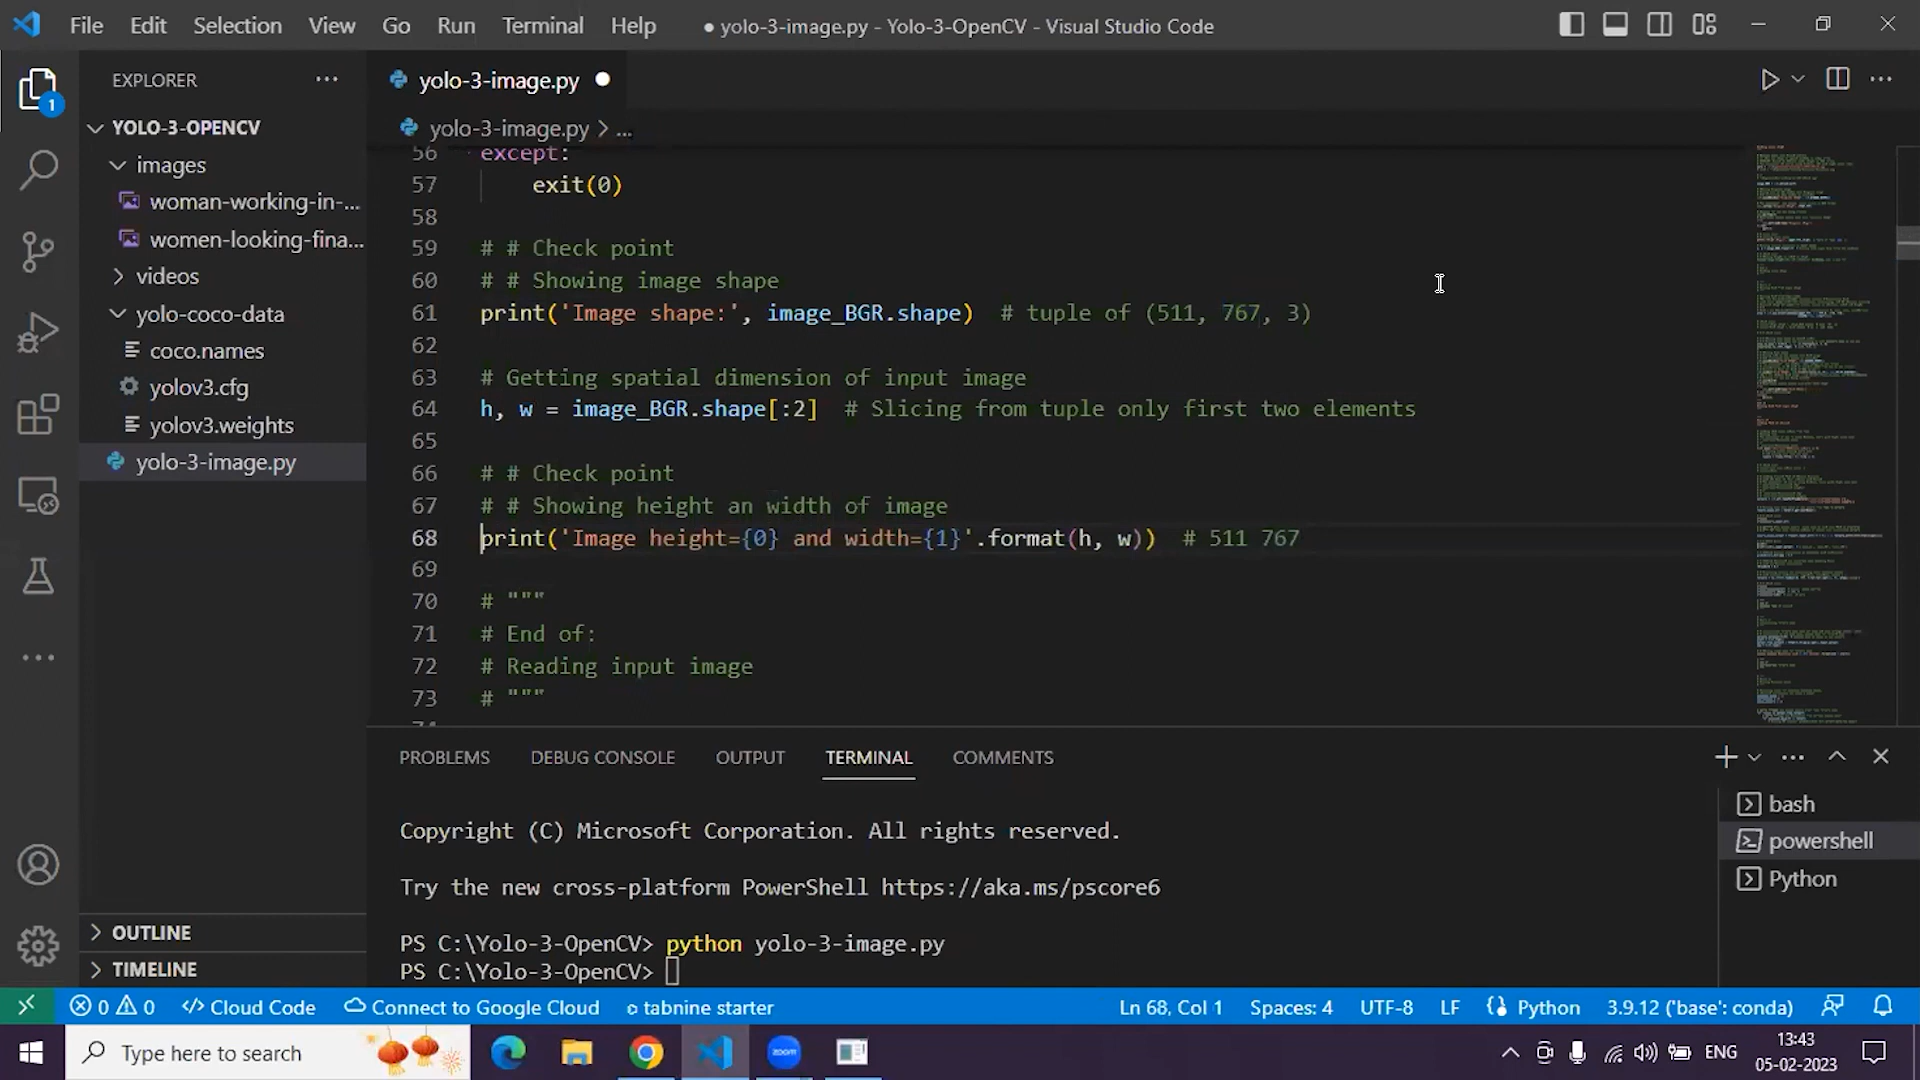 File Edit Selection View Go Run Terminal Help
● yolo-3-image.py - Yolo-3-OpenCV - Visual Studio Code
EXPLORER
1
YOLO-3-OPENCV
images
woman-working-in-...
women-looking-fina...
videos
yolo-coco-data
coco.names
yolov3.cfg
yolov3.weights
yolo-3-image.py
OUTLINE
TIMELINE
yolo-3-image.py ●
yolo-3-image.py > ...
56 except:
57 exit(0)
58
59 # # Check point
60 # # Showing image shape
61 print('Image shape:', image_BGR.shape)  # tuple of (511, 767, 3)
62
63 # Getting spatial dimension of input image
64 h, w = image_BGR.shape[:2]  # Slicing from tuple only first two elements
65
66 # # Check point
67 # # Showing height an width of image
68 print('Image height={0} and width={1}'.format(h, w))  # 511 767
69
70 # """
71 # End of:
72 # Reading input image
73 # """
74
PROBLEMS DEBUG CONSOLE OUTPUT TERMINAL COMMENTS
Copyright (C) Microsoft Corporation. All rights reserved.
Try the new cross-platform PowerShell https://aka.ms/pscore6
PS C:\Yolo-3-OpenCV> python yolo-3-image.py
PS C:\Yolo-3-OpenCV>
bash
powershell
Python
0 0 Cloud Code Connect to Google Cloud tabnine starter
Ln 68, Col 1 Spaces: 4 UTF-8 LF Python 3.9.12 ('base': conda)
Type here to search
zoom
ENG
13:43
05-02-2023